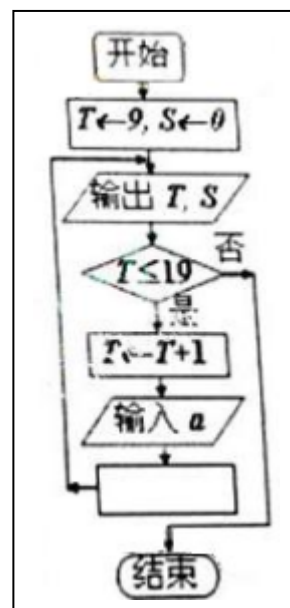 开始
T←9, S←0
输出 T, S
T≤19
否
是
T←T+1
输入 a
结束